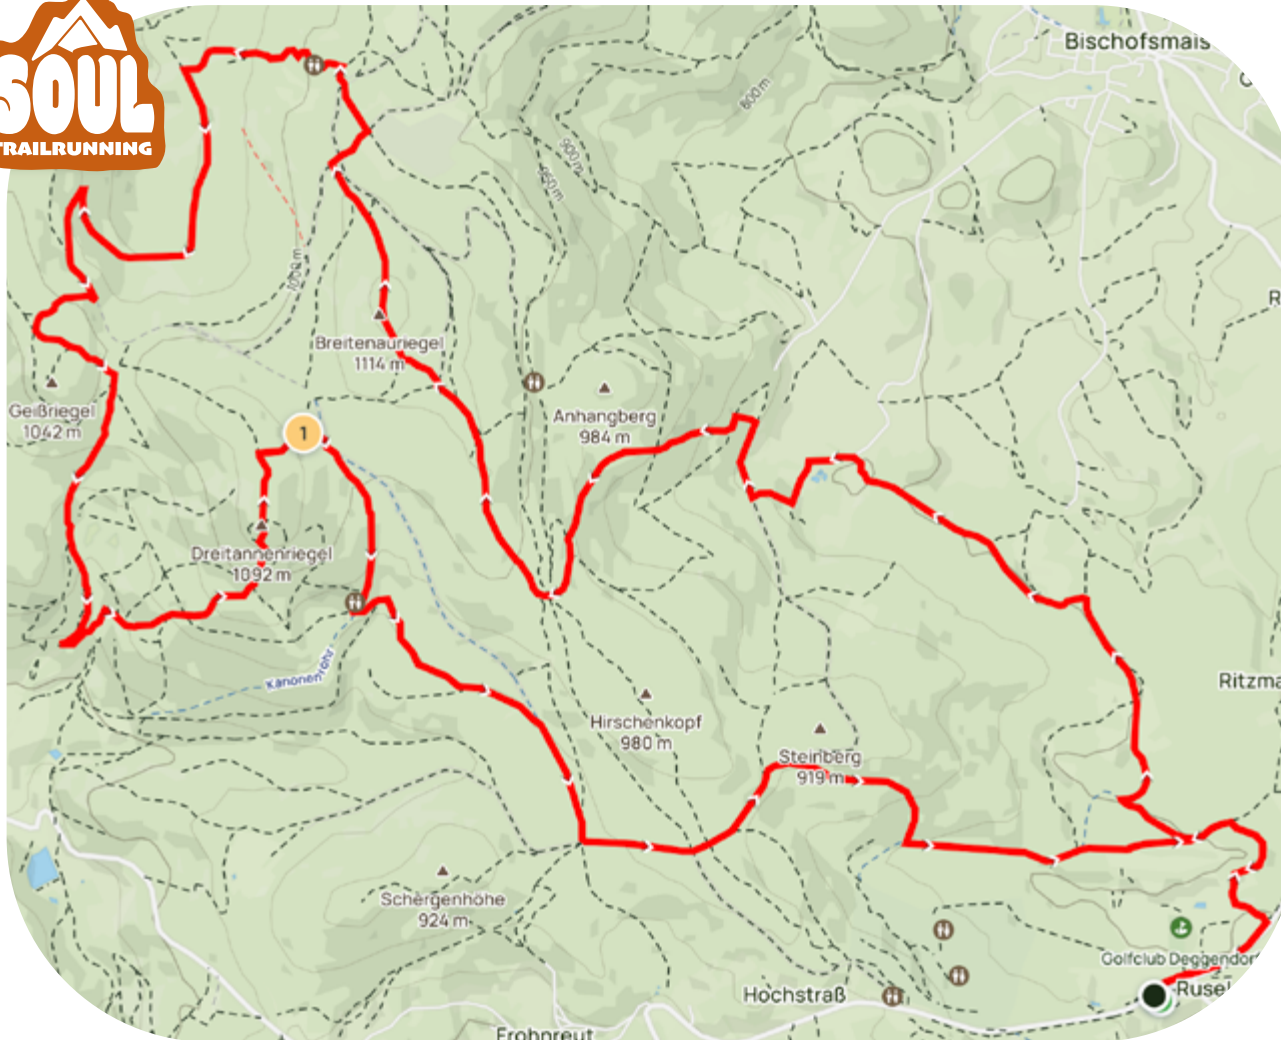 SOUL
TRAILRUNNING
Bischofsmais
800 m
900 m
950 m
1000 m
Breitenauriegel
1114 m
Geißriegel
1042 m
1
Anhangberg
984 m
Dreitannenriegel
1092 m
Kanonenrohr
Ritzma
Hirschenkopf
980 m
Steinberg
919 m
Schergenhöhe
924 m
Golfclub Deggendorf
Rusel
Hochstraß
Frohnreut